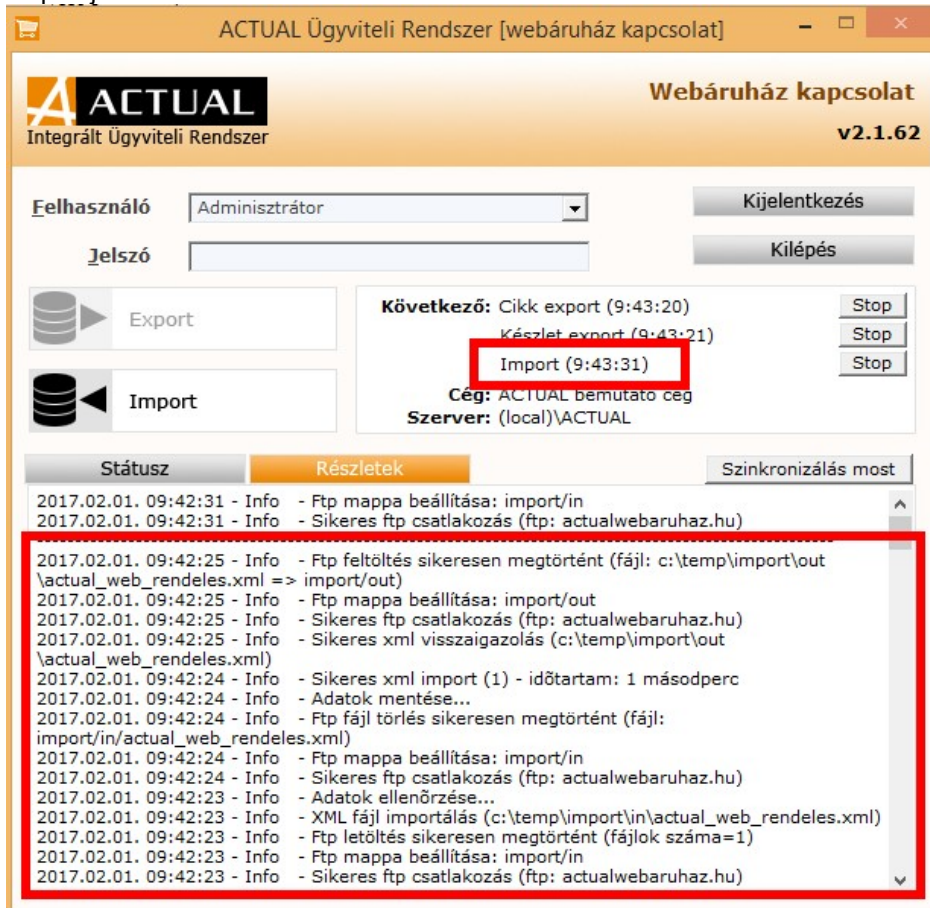 ACTUAL Ügyviteli Rendszer [webáruház kapcsolat]
ACTUAL
Integrált Ügyviteli Rendszer
Webáruház kapcsolat
v2.1.62
Felhasználó
Adminisztrátor
Kijelentkezés
Jelszó
Kilépés
Export
Import
Következő: Cikk export (9:43:20)
Stop
Készlet export (9:43:21)
Stop
Import (9:43:31)
Stop
Cég: ACTUAL bemutató cég
Szerver: (local)\ACTUAL
Státusz
Részletek
Szinkronizálás most
2017.02.01. 09:42:31 - Info - Ftp mappa beállítása: import/in
2017.02.01. 09:42:31 - Info - Sikeres ftp csatlakozás (ftp: actualwebaruhaz.hu)
2017.02.01. 09:42:25 - Info - Ftp feltöltés sikeresen megtörtént (fájl: c:\temp\import\out
\actual_web_rendeles.xml => import/out)
2017.02.01. 09:42:25 - Info - Ftp mappa beállítása: import/out
2017.02.01. 09:42:25 - Info - Sikeres ftp csatlakozás (ftp: actualwebaruhaz.hu)
2017.02.01. 09:42:25 - Info - Sikeres xml visszaigazolás (c:\temp\import\out
\actual_web_rendeles.xml)
2017.02.01. 09:42:24 - Info - Sikeres xml import (1) - idõtartam: 1 másodperc
2017.02.01. 09:42:24 - Info - Adatok mentése...
2017.02.01. 09:42:24 - Info - Ftp fájl törlés sikeresen megtörtént (fájl:
import/in/actual_web_rendeles.xml)
2017.02.01. 09:42:24 - Info - Ftp mappa beállítása: import/in
2017.02.01. 09:42:24 - Info - Sikeres ftp csatlakozás (ftp: actualwebaruhaz.hu)
2017.02.01. 09:42:23 - Info - Adatok ellenõrzése...
2017.02.01. 09:42:23 - Info - XML fájl importálás (c:\temp\import\in\actual_web_rendeles.xml)
2017.02.01. 09:42:23 - Info - Ftp letöltés sikeresen megtörtént (fájlok száma=1)
2017.02.01. 09:42:23 - Info - Ftp mappa beállítása: import/in
2017.02.01. 09:42:23 - Info - Sikeres ftp csatlakozás (ftp: actualwebaruhaz.hu)